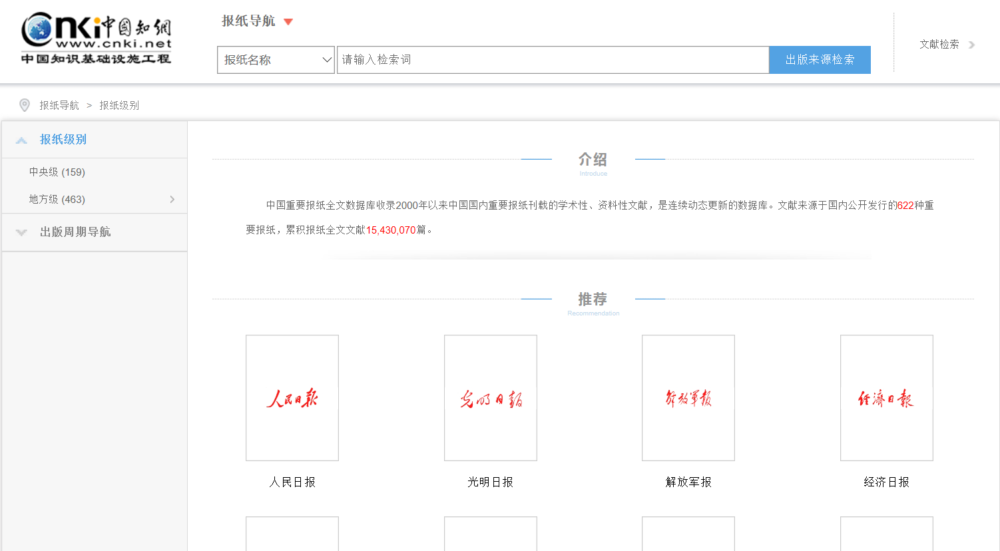 Cnki中国知網
www.cnki.net
中国知识基础设施工程
报纸导航
报纸名称
请输入检索词
出版来源检索
文献检索
报纸导航 > 报纸级别
报纸级别
中央级 (159)
地方级 (463)
出版周期导航
介绍
Introduce
中国重要报纸全文数据库收录2000年以来中国国内重要报纸刊载的学术性、资料性文献，是连续动态更新的数据库。文献来源于国内公开发行的622种重
要报纸，累积报纸全文文献15,430,070篇。
推荐
Recommendation
人民日报
光明日报
解放军报
经济日報
人民日报
光明日报
解放军报
经济日报